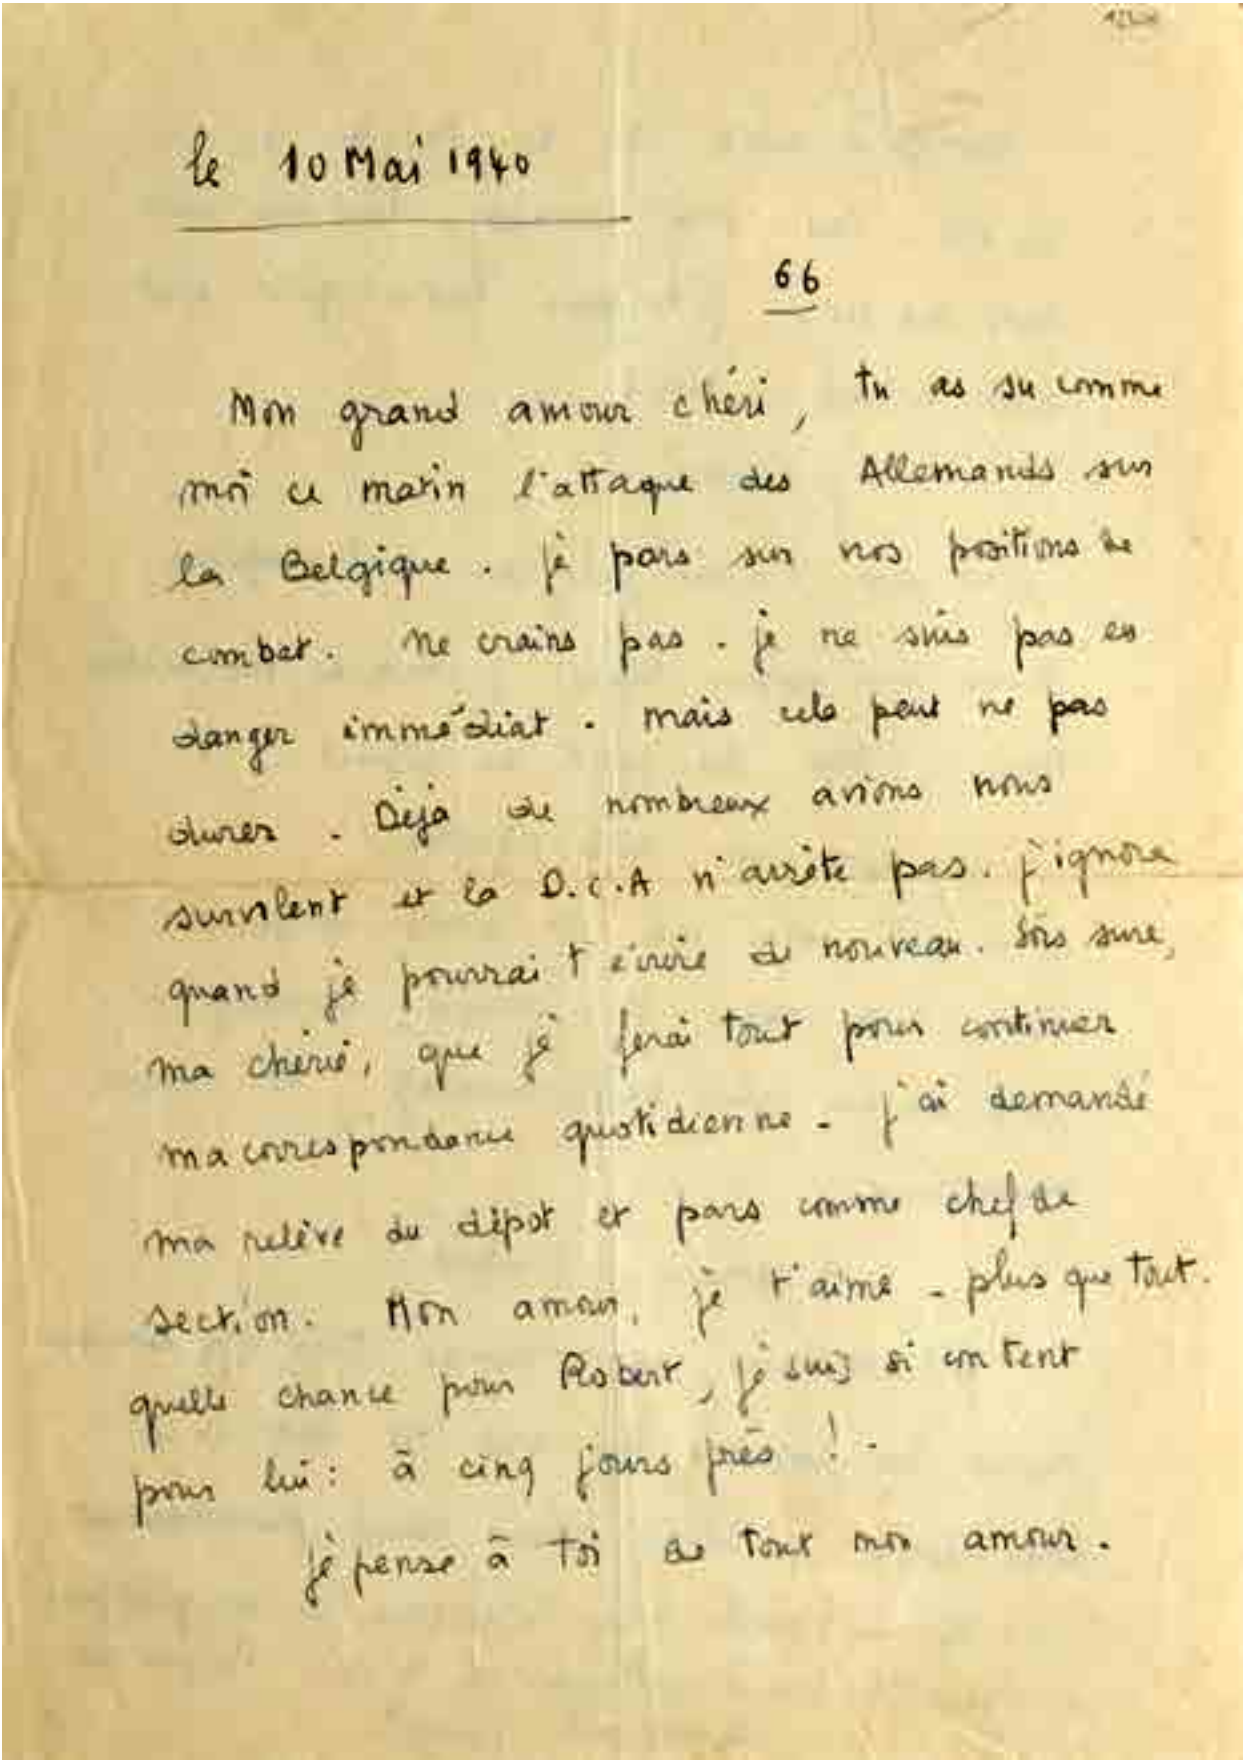 le 10 Mai 1940
66
Mon grand amour chéri, tu as su comme
moi ce matin l'attaque des Allemands sur
la Belgique. je pars sur nos positions de
combat. Ne crains pas. je ne suis pas en
danger immédiat. Mais cela peut ne pas
durer. Déjà de nombreux avions nous
survolent et la D.C.A n'arrête pas. j'ignore
quand je pourrai t'écrire de nouveau. Sois sure,
ma chérie, que je ferai tout pour continuer
ma correspondance quotidienne. j'ai demandé
ma relève du dépot et pars comme chef de
section. Mon amour, je t'aime - plus que tout.
quelle chance pour Robert, je suis si content
pour lui : à cinq jours près ! -
je pense à toi de tout mon amour.